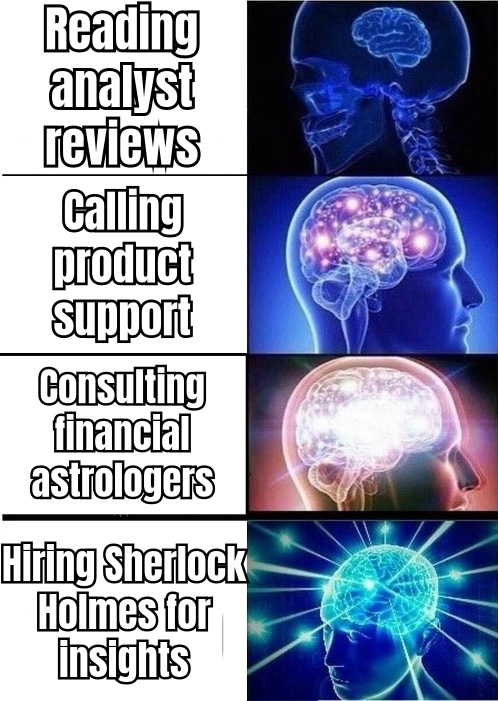 Reading
analyst
reviews
Calling
product
support
Consulting
financial
astrologers
Hiring Sherlock
Holmes for
insights